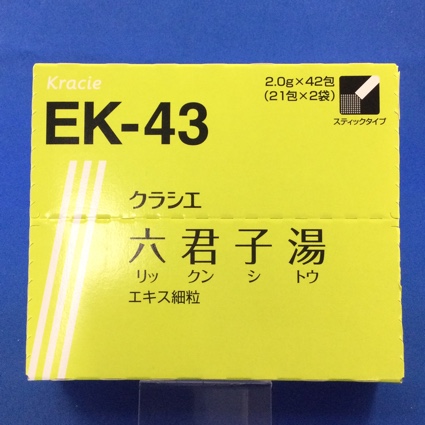 Kracie
2.0g×42包
(21包×2袋)
スティックタイプ
EK-43
クラシエ
六君子湯
リックンシトウ
エキス細粒